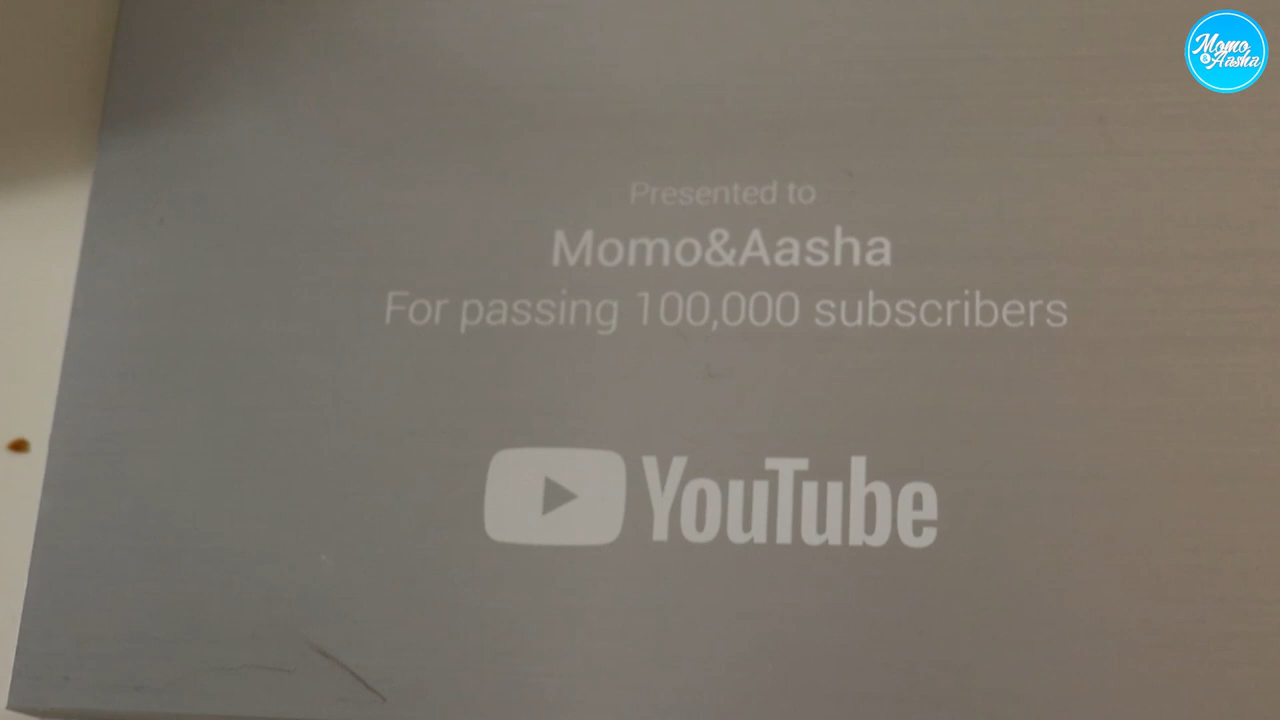 Momo
& Aasha
Presented to
Momo&Aasha
For passing 100,000 subscribers
YouTube